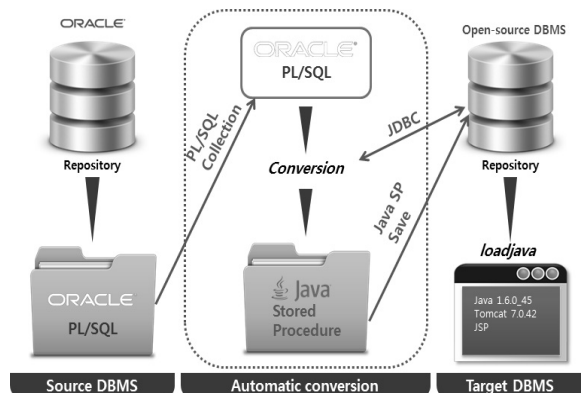 ORACLE
Repository
ORACLE
PL/SQL
Source DBMS
ORACLE
PL/SQL
PL/SQL
Collection
Conversion
JDBC
Java SP
Save
Java
Stored
Procedure
Automatic conversion
Open-source DBMS
Repository
loadjava
Java 1.6.0_45
Tomcat 7.0.42
JSP
Target DBMS